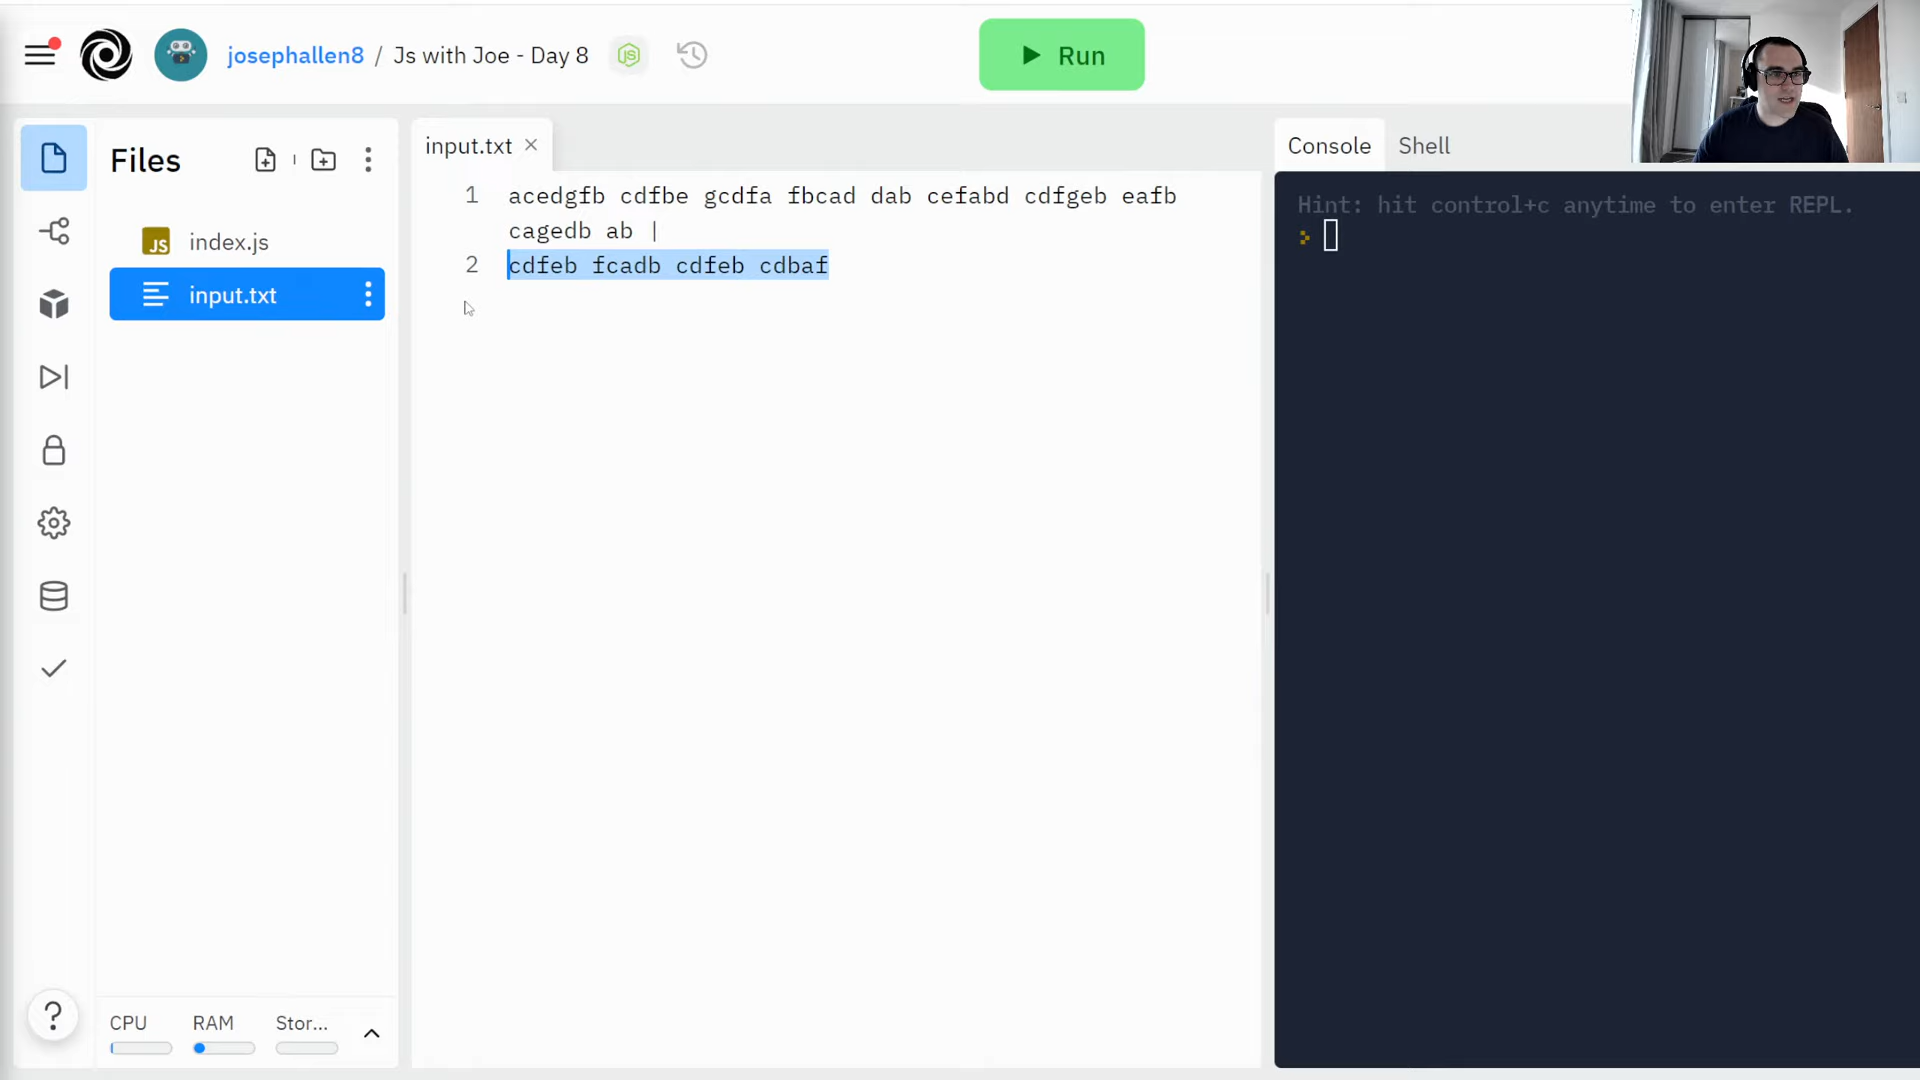 josephallen8 / Js with Joe - Day 8
Run
Files
index.js
input.txt
input.txt
1 acedgfb cdfbe gcdfa fbcad dab cefabd cdfgeb eafb
cagedb ab |
2 cdfeb fcadb cdfeb cdbaf
Console Shell
Hint: hit control+c anytime to enter REPL.
CPU RAM Stor...